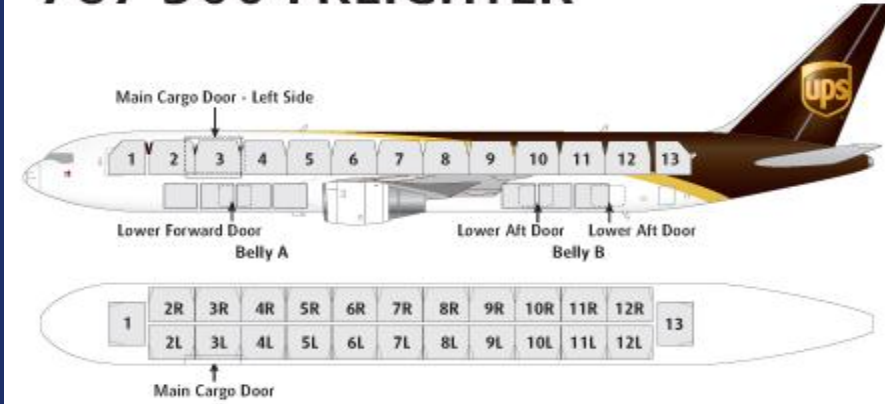 767-300 FREIGHTER
Main Cargo Door - Left Side
ups
1 2 3 4 5 6 7 8 9 10 11 12 13
Lower Forward Door
Belly A
Lower Aft Door
Lower Aft Door
Belly B
2R 3R 4R 5R 6R 7R 8R 9R 10R 11R 12R
1
13
2L 3L 4L 5L 6L 7L 8L 9L 10L 11L 12L
Main Cargo Door